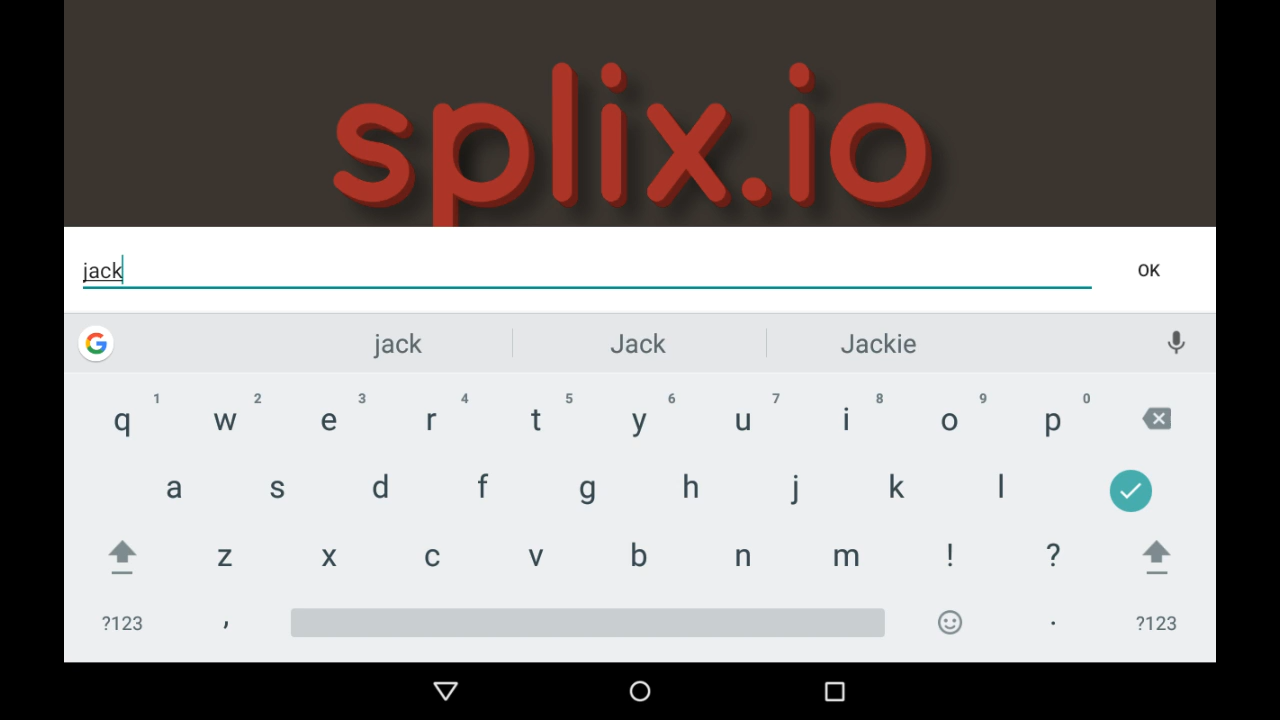 splix.io
jack
OK
jack Jack Jackie
q 1 w 2 e 3 r 4 t 5 y 6 u 7 i 8 o 9 p 0
a s d f g h j k l
z x c v b n m ! ?
?123 , . ?123